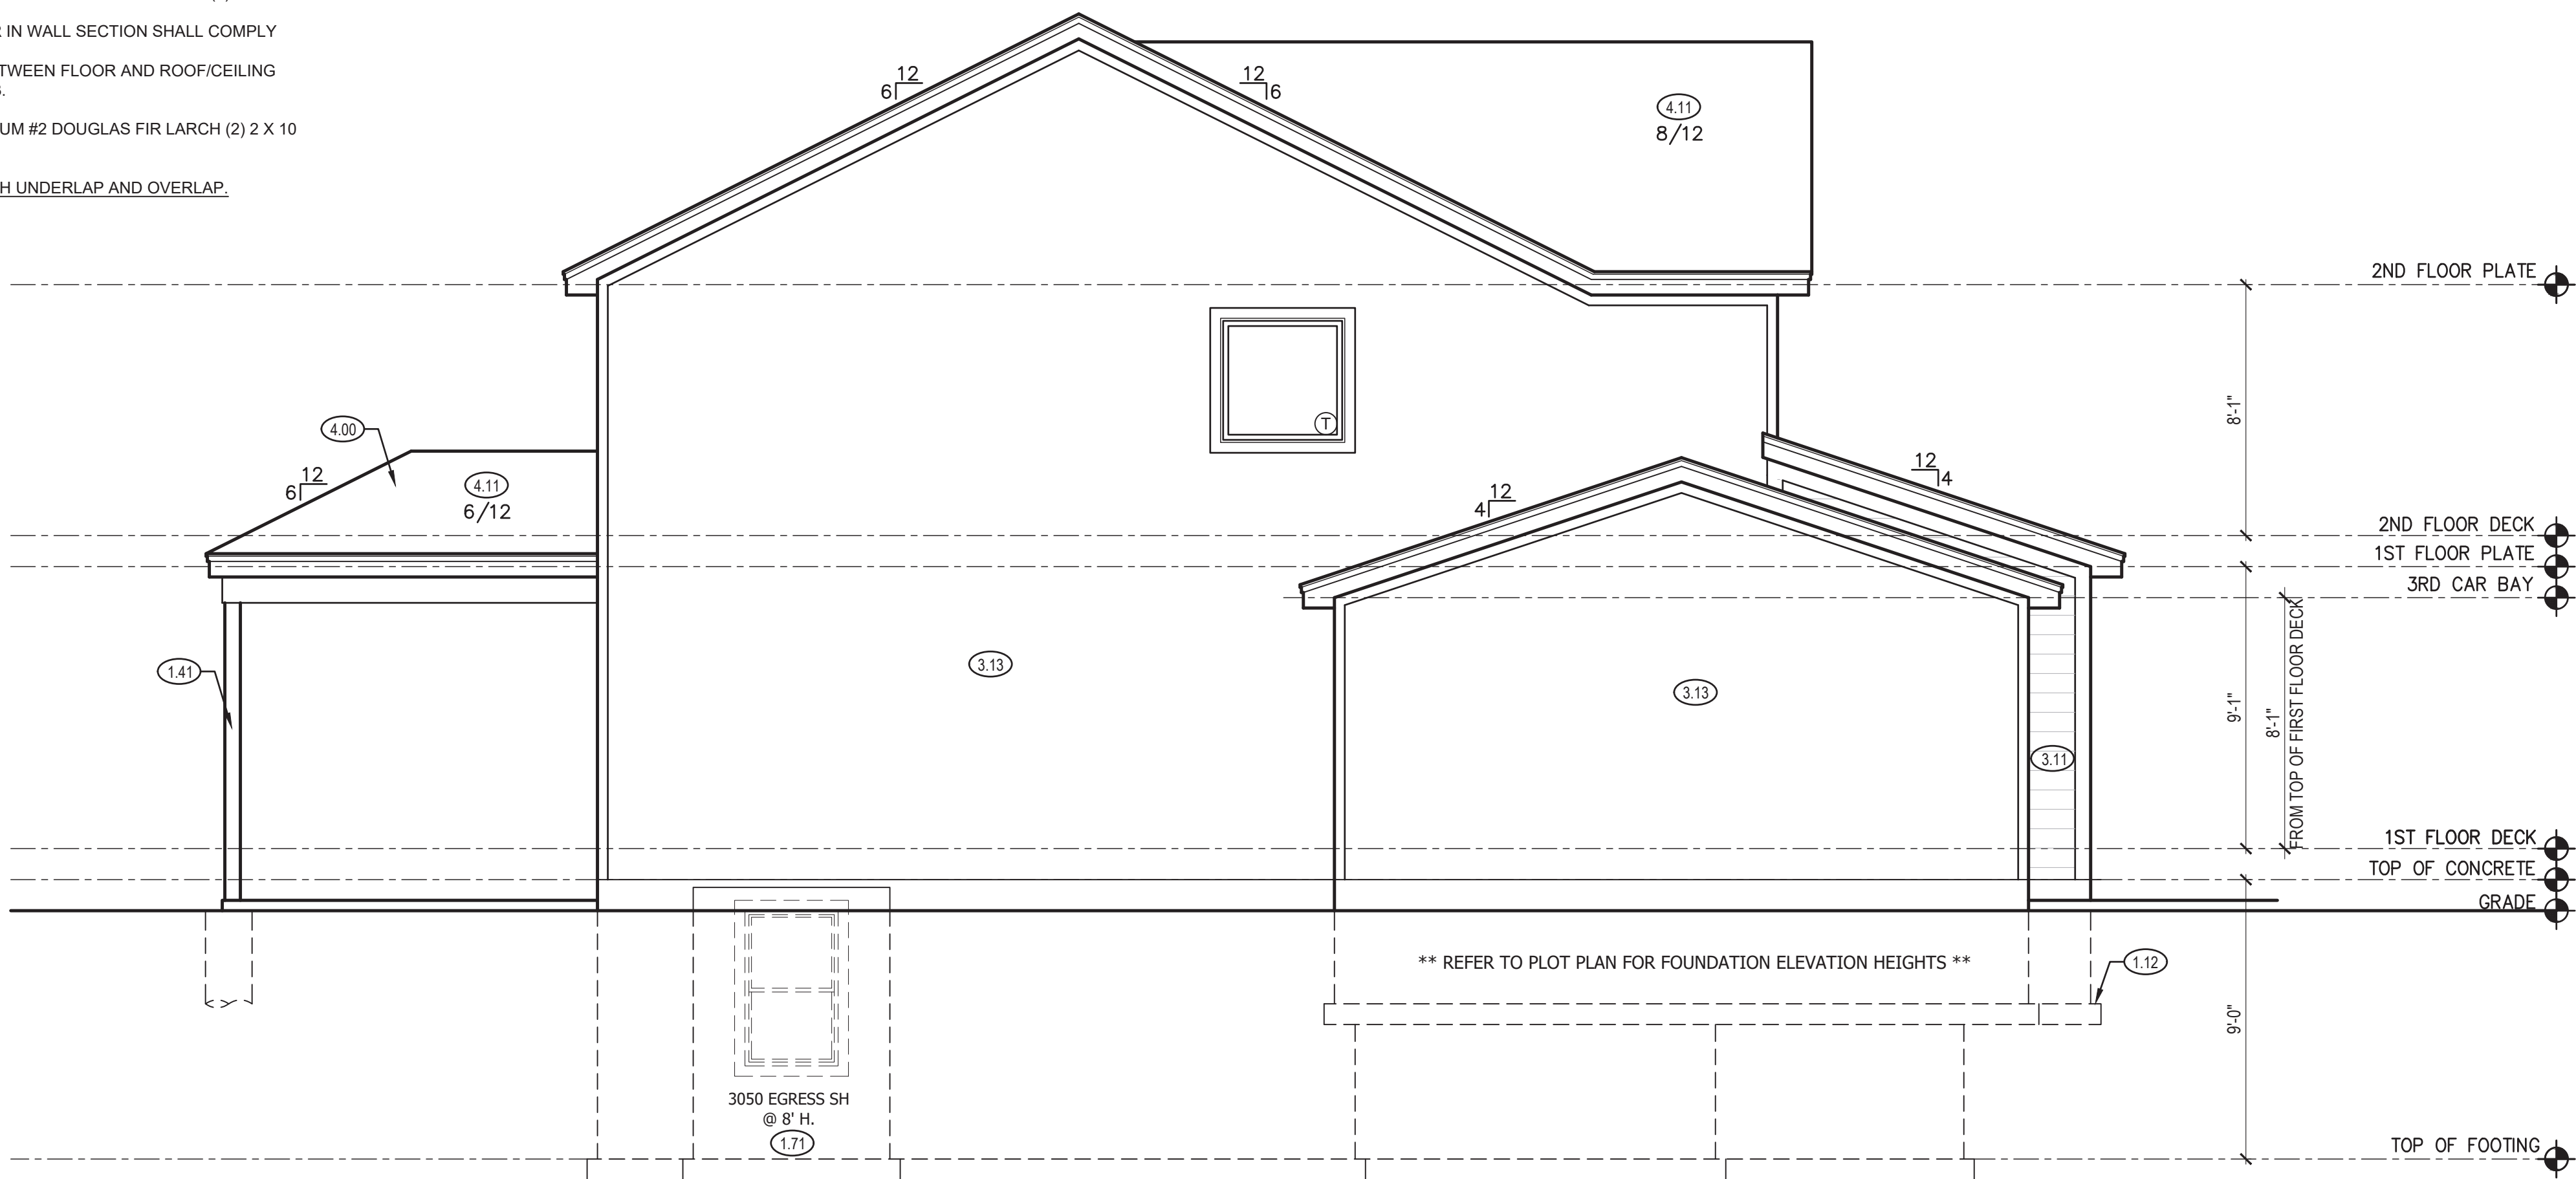 R IN WALL SECTION SHALL COMPLY
TWEEN FLOOR AND ROOF/CEILING
UM #2 DOUGLAS FIR LARCH (2) 2 X 10
H UNDERLAP AND OVERLAP.
12
6
12
6
4.11
8/12
2ND FLOOR PLATE
8'-1"
4.00
12
6
4.11
6/12
T
12
4
12
4
2ND FLOOR DECK
1ST FLOOR PLATE
3RD CAR BAY
1.41
3.13
3.13
3.11
9'-1"
8'-1"
FROM TOP OF FIRST FLOOR DECK
1ST FLOOR DECK
TOP OF CONCRETE
GRADE
** REFER TO PLOT PLAN FOR FOUNDATION ELEVATION HEIGHTS **
1.12
9'-0"
3050 EGRESS SH
@ 8' H.
1.71
TOP OF FOOTING